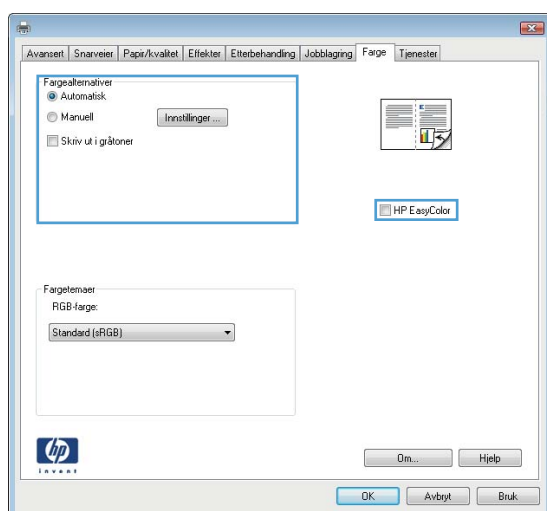 Avansert Snarveier Papir/kvalitet Effekter Etterbehandling Jobblagring Farge Tjenester
Fargealternativer
Automatisk
Manuell
Innstillinger ...
Skriv ut i gråtoner
HP EasyColor
Fargetemaer
RGB-farge:
Standard (sRGB)
hp
invent
Om... Hjelp
OK Avbryt Bruk